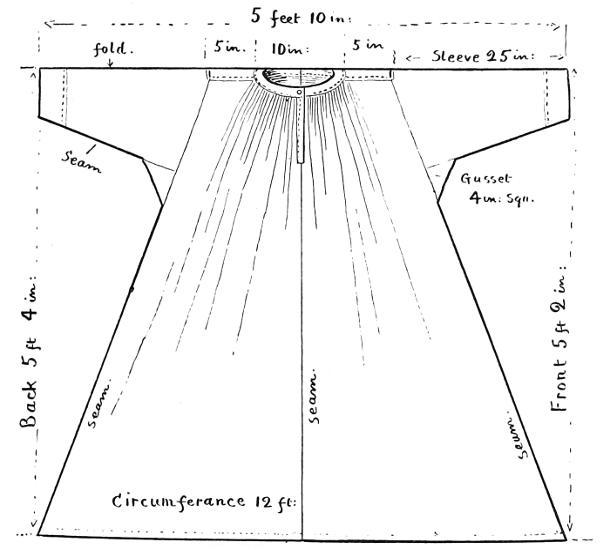 5 feet 10 in:
fold.
5 in.
10 in:
5 in
Sleeve 25 in:
Seam
Gusset
4 in: Sqr.
Back 5 ft 4 in:
Front 5 ft 2 in:
seam.
seam.
seam.
Circumferance 12 ft: